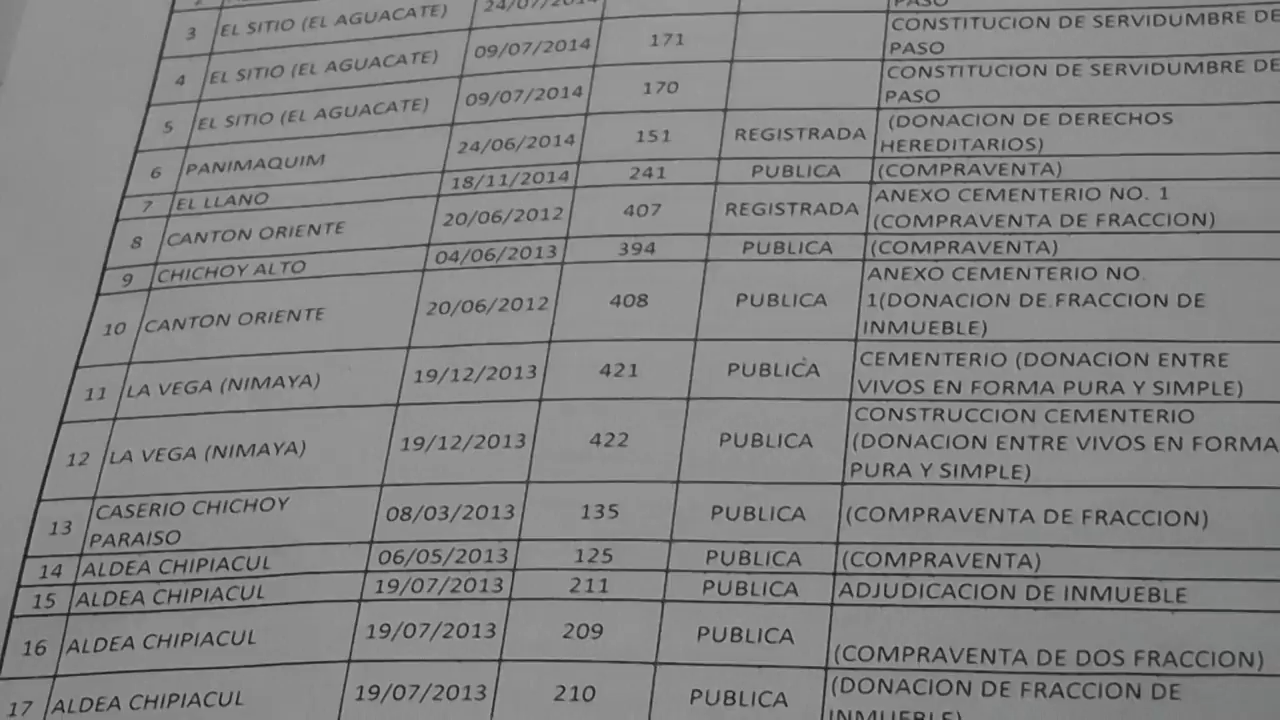 3 EL SITIO (EL AGUACATE) 24/07/2014 PASO
CONSTITUCION DE SERVIDUMBRE DE
4 EL SITIO (EL AGUACATE) 09/07/2014 171 PASO
CONSTITUCION DE SERVIDUMBRE DE
5 EL SITIO (EL AGUACATE) 09/07/2014 170 PASO
(DONACION DE DERECHOS
6 PANIMAQUIM 24/06/2014 151 REGISTRADA HEREDITARIOS)
7 EL LLANO 18/11/2014 241 PUBLICA (COMPRAVENTA)
ANEXO CEMENTERIO NO. 1
8 CANTON ORIENTE 20/06/2012 407 REGISTRADA (COMPRAVENTA DE FRACCION)
9 CHICHOY ALTO 04/06/2013 394 PUBLICA (COMPRAVENTA)
ANEXO CEMENTERIO NO.
10 CANTON ORIENTE 20/06/2012 408 PUBLICA 1(DONACION DE FRACCION DE
INMUEBLE)
11 LA VEGA (NIMAYA) 19/12/2013 421 PUBLICA CEMENTERIO (DONACION ENTRE
VIVOS EN FORMA PURA Y SIMPLE)
CONSTRUCCION CEMENTERIO
12 LA VEGA (NIMAYA) 19/12/2013 422 PUBLICA (DONACION ENTRE VIVOS EN FORMA
PURA Y SIMPLE)
13 CASERIO CHICHOY
PARAISO 08/03/2013 135 PUBLICA (COMPRAVENTA DE FRACCION)
14 ALDEA CHIPIACUL 06/05/2013 125 PUBLICA (COMPRAVENTA)
15 ALDEA CHIPIACUL 19/07/2013 211 PUBLICA ADJUDICACION DE INMUEBLE
16 ALDEA CHIPIACUL 19/07/2013 209 PUBLICA (COMPRAVENTA DE DOS FRACCION)
17 ALDEA CHIPIACUL 19/07/2013 210 PUBLICA (DONACION DE FRACCION DE
INMUEBLE)